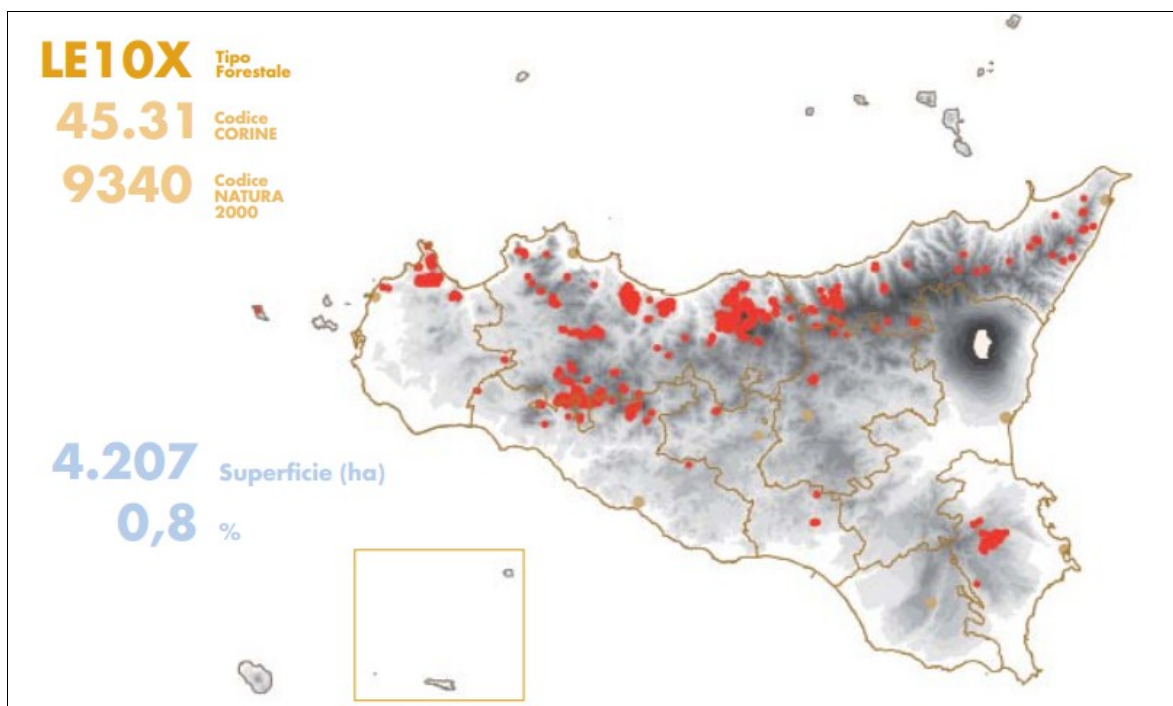 LE10X Tipo
Forestale
45.31 Codice
CORINE
9340 Codice
NATURA
2000
4.207 Superficie (ha)
0,8 %